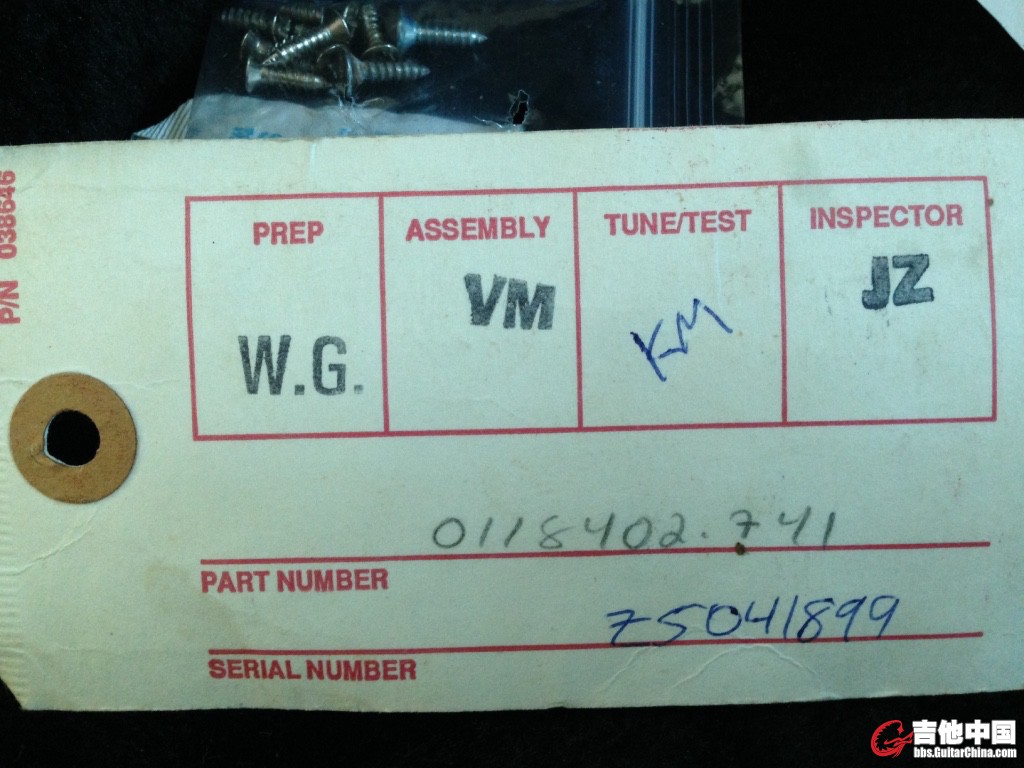 P/N 038646
PREP ASSEMBLY TUNE/TEST INSPECTOR
W.G. VM KM JZ
0118402.741
PART NUMBER
Z5041899
SERIAL NUMBER
吉他中国
bbs.GuitarChina.com